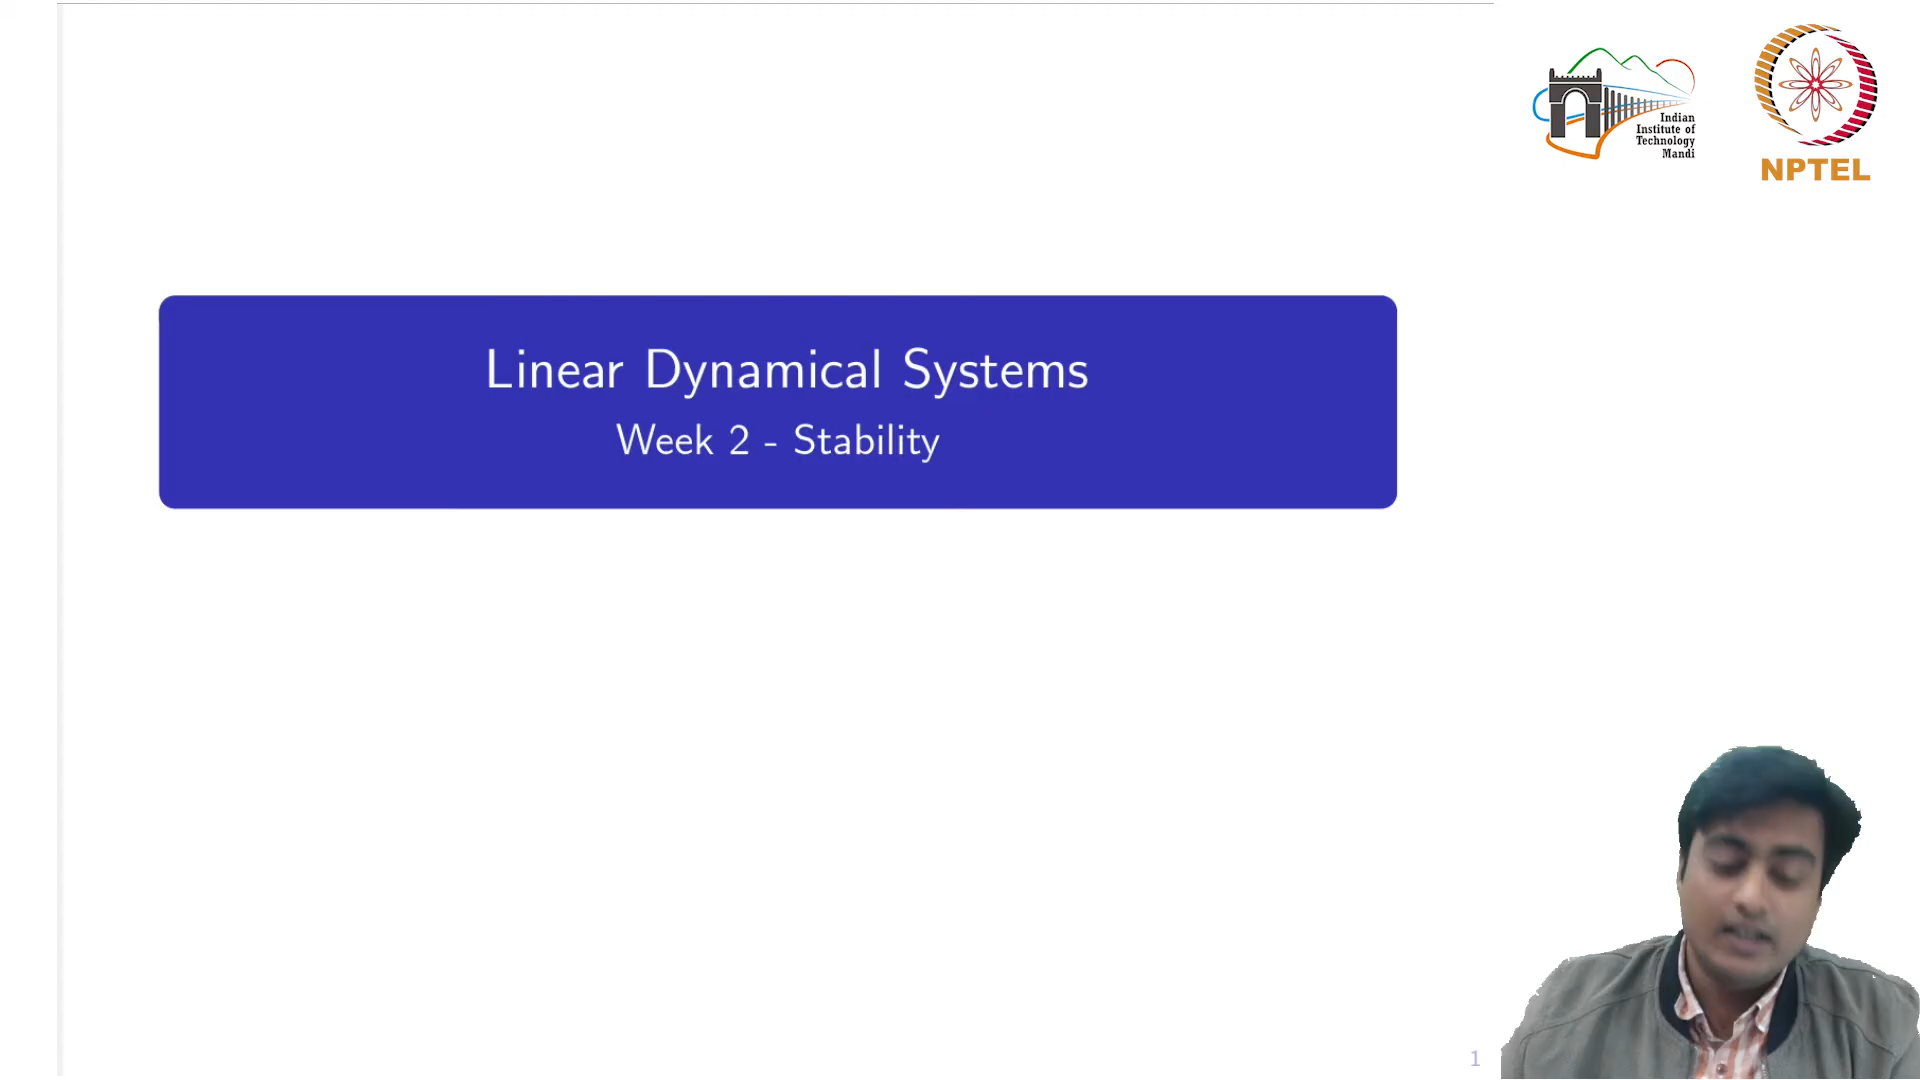 Indian
Institute of
Technology
Mandi
NPTEL
Linear Dynamical Systems
Week 2 - Stability
1